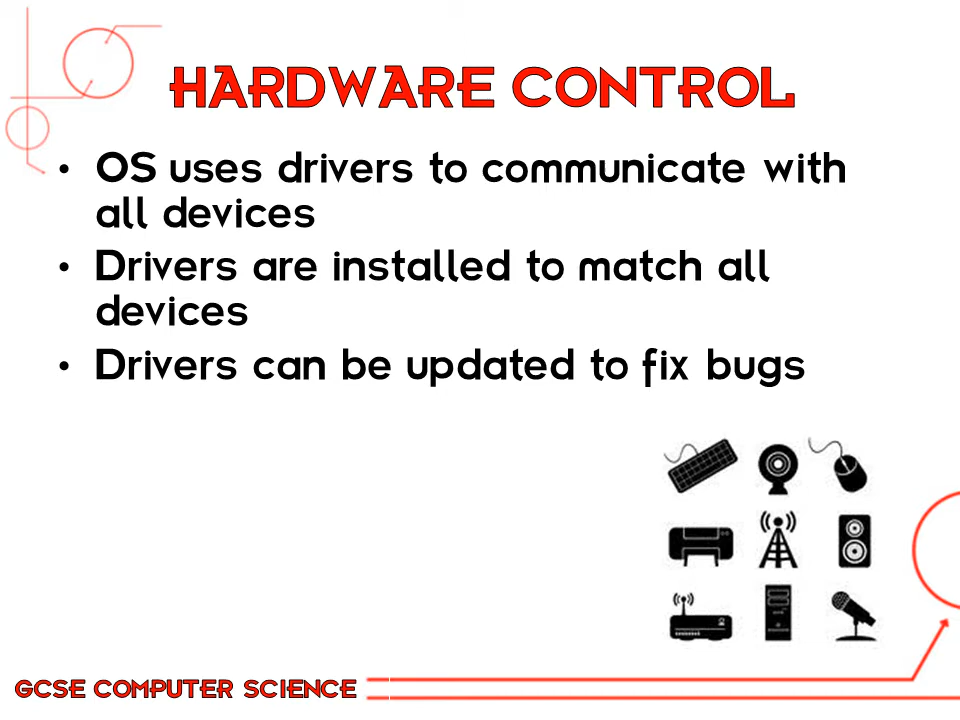 HARDWARE CONTROL
• OS uses drivers to communicate with
all devices
• Drivers are installed to match all
devices
• Drivers can be updated to fix bugs
GCSE COMPUTER SCIENCE